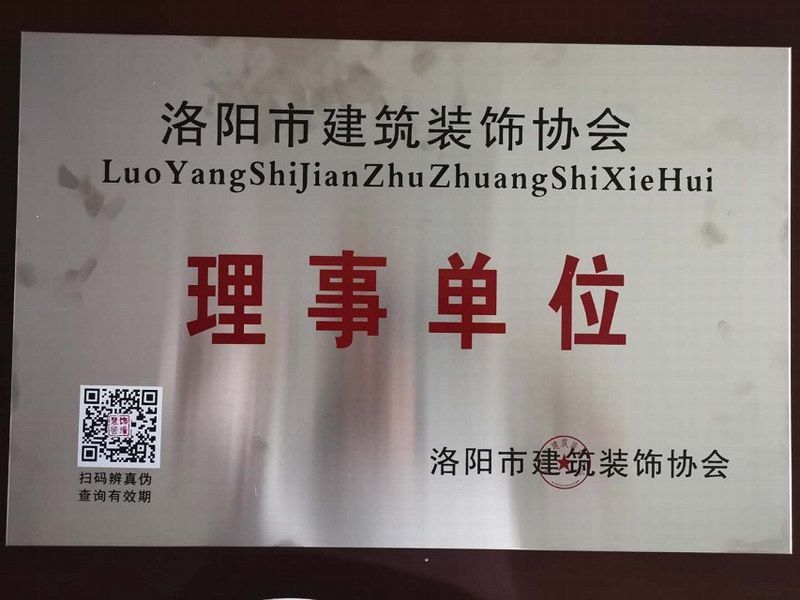 洛阳市建筑装饰协会
LuoYangShiJianZhuZhuangShiXieHui
理事单位
扫码辨真伪
查询有效期
洛阳市建筑装饰协会